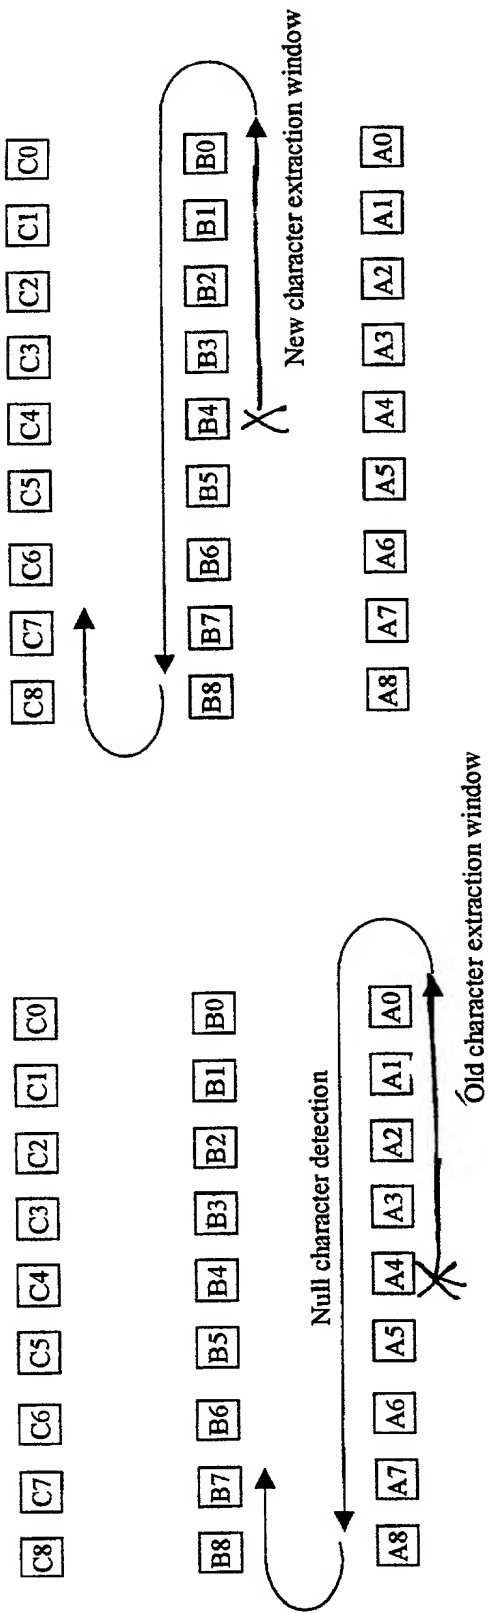 C8 C7 C6 C5 C4 C3 C2 C1 C0
B8 B7 B6 B5 B4 B3 B2 B1 B0
Null character detection
A8 A7 A6 A5 A4 A3 A2 A1 A0
Old character extraction window
C8 C7 C6 C5 C4 C3 C2 C1 C0
B8 B7 B6 B5 B4 B3 B2 B1 B0
New character extraction window
A8 A7 A6 A5 A4 A3 A2 A1 A0